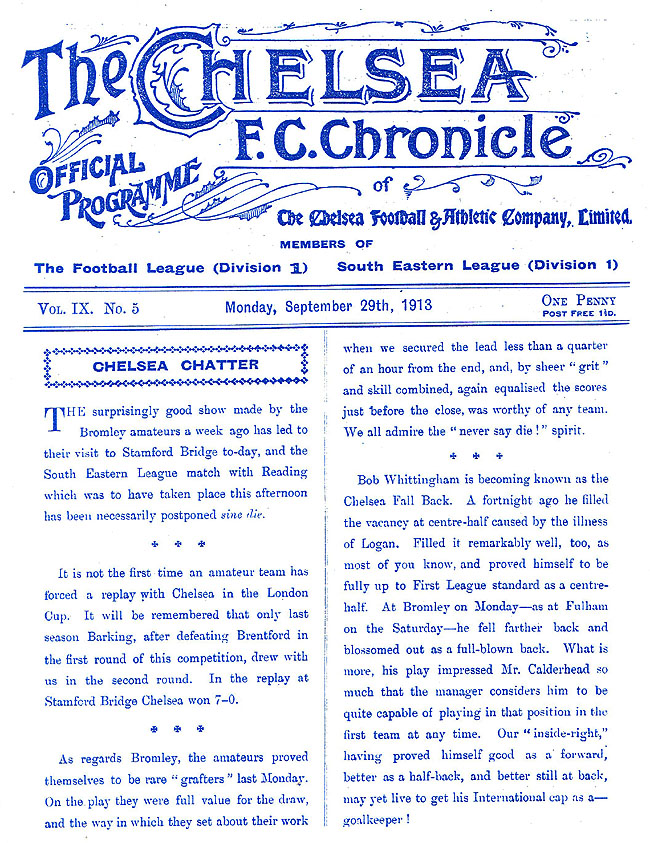 The CHELSEA
F.C. Chronicle
OFFICIAL
PROGRAMME
of
The Chelsea Football & Athletic Company, Limited.
MEMBERS OF
The Football League (Division 1) South Eastern League (Division 1)
VOL. IX. No. 5 Monday, September 29th, 1913 ONE PENNY
POST FREE 1½D.
CHELSEA CHATTER
THE surprisingly good show made by the
Bromley amateurs a week ago has led to
their visit to Stamford Bridge to-day, and the
South Eastern League match with Reading
which was to have taken place this afternoon
has been necessarily postponed sine die.
It is not the first time an amateur team has
forced a replay with Chelsea in the London
Cup. It will be remembered that only last
season Barking, after defeating Brentford in
the first round of this competition, drew with
us in the second round. In the replay at
Stamford Bridge Chelsea won 7-0.
As regards Bromley, the amateurs proved
themselves to be rare "grafters" last Monday.
On the play they were full value for the draw,
and the way in which they set about their work
when we secured the lead less than a quarter
of an hour from the end, and, by sheer "grit"
and skill combined, again equalised the scores
just before the close, was worthy of any team.
We all admire the "never say die!" spirit.
Bob Whittingham is becoming known as the
Chelsea Fall Back. A fortnight ago he filled
the vacancy at centre-half caused by the illness
of Logan. Filled it remarkably well, too, as
most of you know, and proved himself to be
fully up to First League standard as a centre-
half. At Bromley on Monday—as at Fulham
on the Saturday—he fell farther back and
blossomed out as a full-blown back. What is
more, his play impressed Mr. Calderhead so
much that the manager considers him to be
quite capable of playing in that position in the
first team at any time. Our "inside-right,"
having proved himself good as a forward,
better as a half-back, and better still at back,
may yet live to get his International cap as a—
goalkeeper!